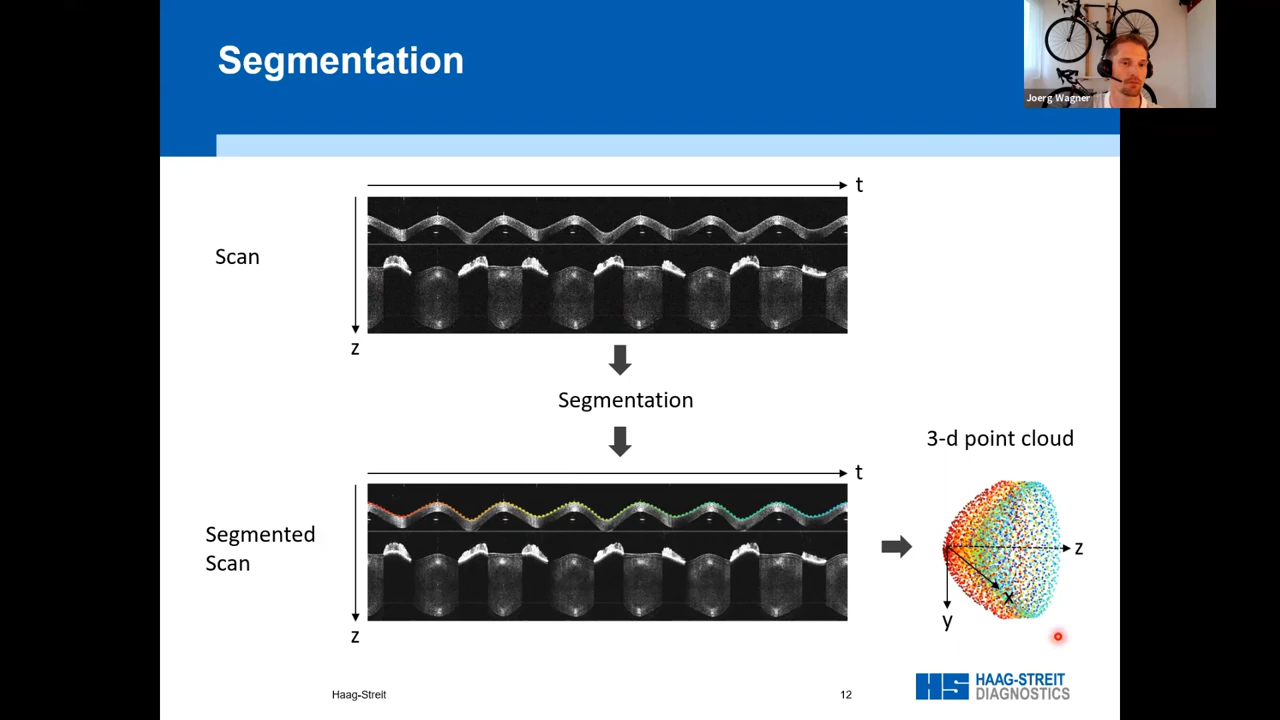 Segmentation
Joerg Wagner
t
Scan
z
Segmentation
3-d point cloud
t
Segmented
Scan
z
z
x
y
Haag-Streit
12
HS HAAG-STREIT
DIAGNOSTICS